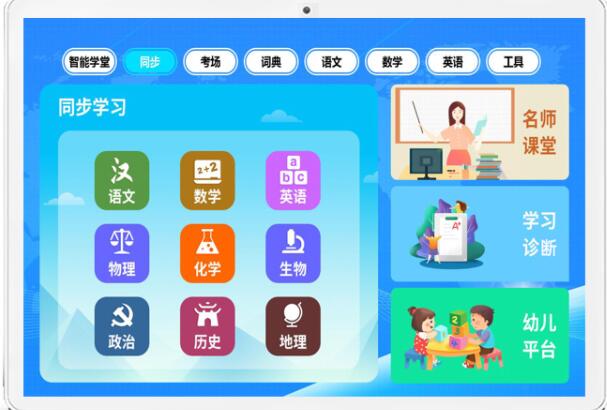 智能学堂
同步
考场
词典
语文
数学
英语
工具
同步学习
汉
语文
2+2
数学
a
b c
英语
物理
化学
生物
政治
历史
地理
名师
课堂
A+
学习
诊断
2
3
幼儿
平台